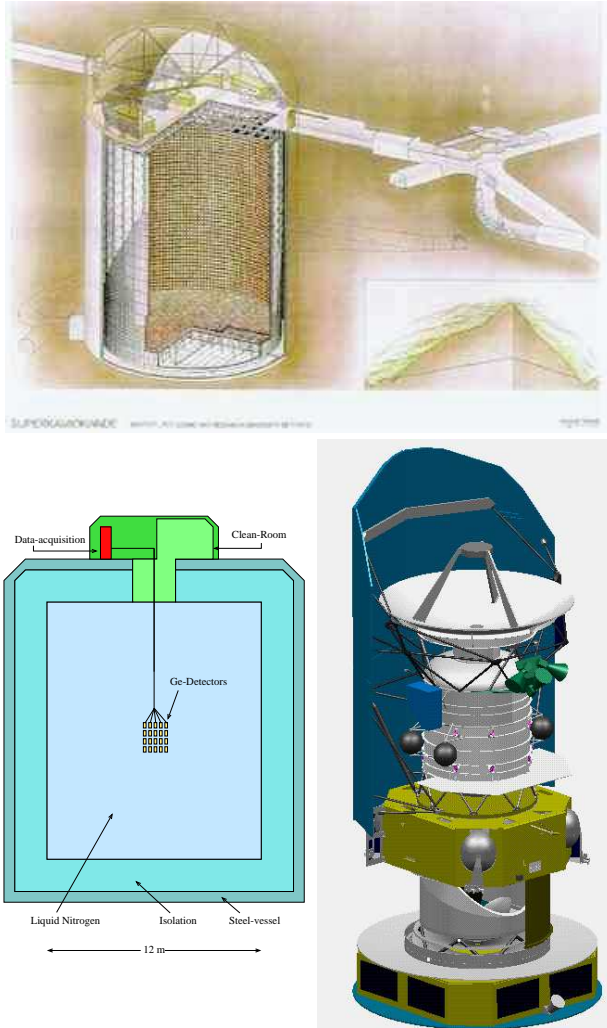 SUPERKAMIOKANDE
Data-acquisition
Clean-Room
Ge-Detectors
Liquid Nitrogen
Isolation
Steel-vessel
12 m